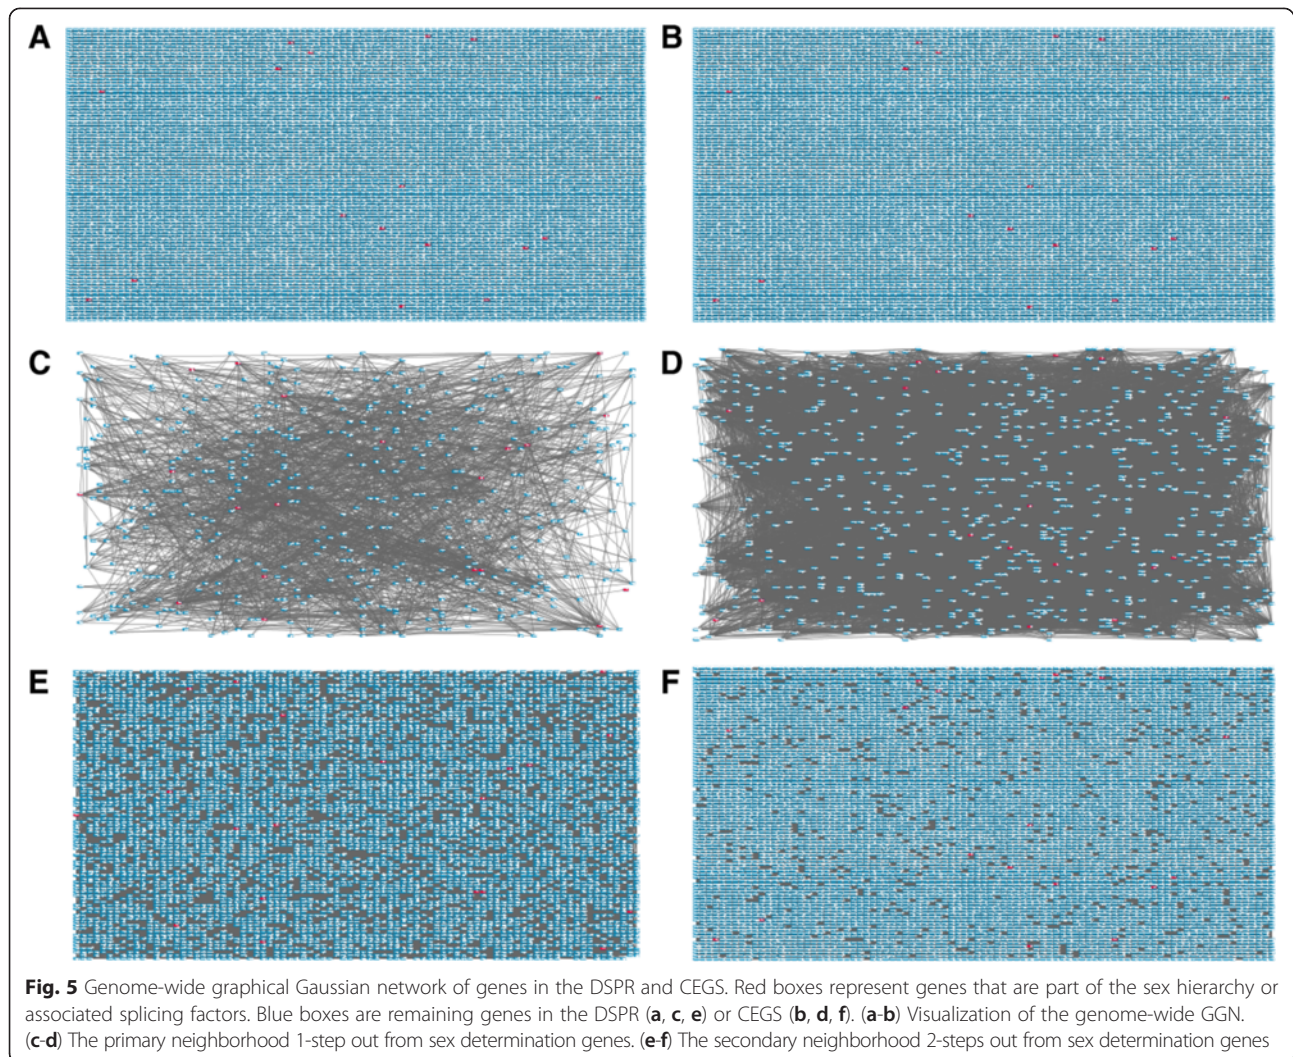 A
B
C
D
E
F
Fig. 5 Genome-wide graphical Gaussian network of genes in the DSPR and CEGS. Red boxes represent genes that are part of the sex hierarchy or
associated splicing factors. Blue boxes are remaining genes in the DSPR (a, c, e) or CEGS (b, d, f). (a-b) Visualization of the genome-wide GGN.
(c-d) The primary neighborhood 1-step out from sex determination genes. (e-f) The secondary neighborhood 2-steps out from sex determination genes